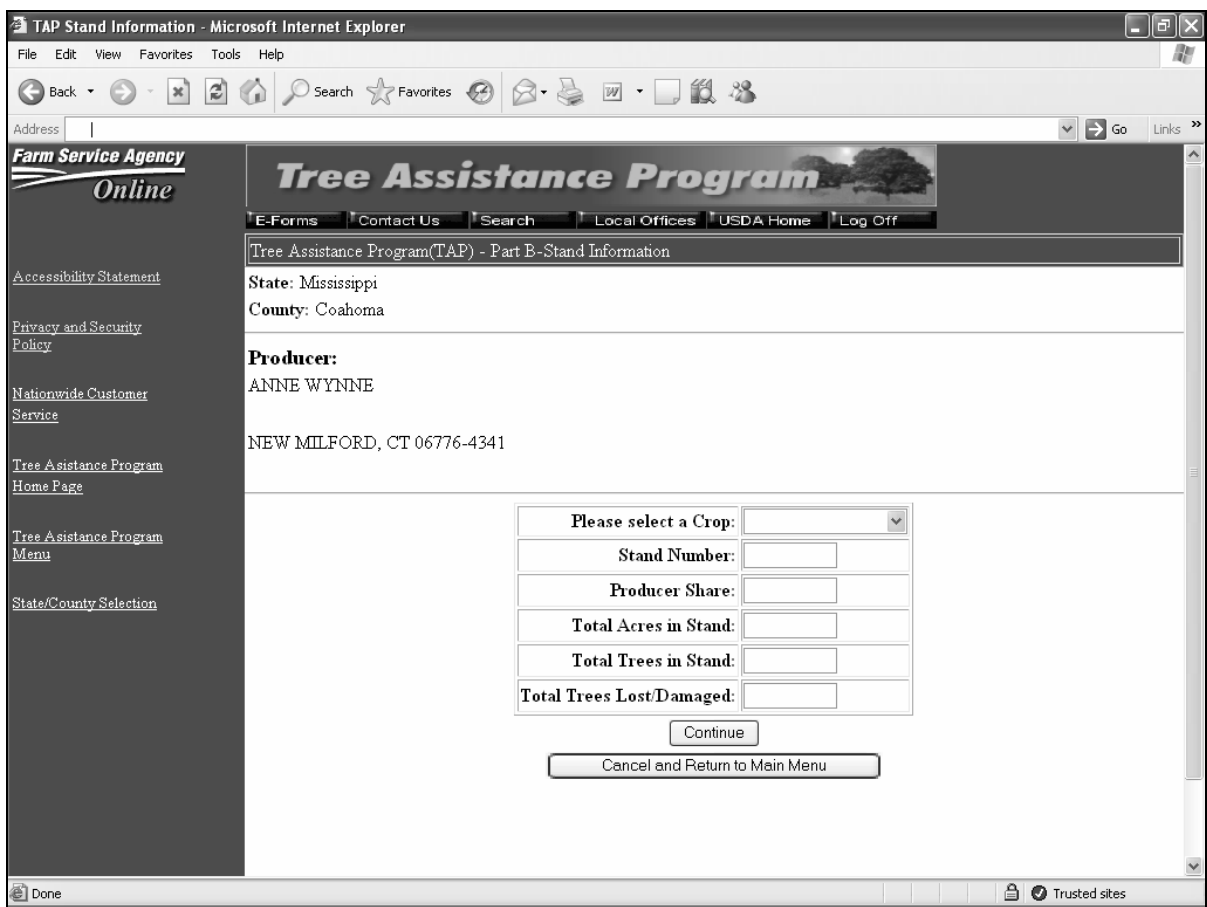 TAP Stand Information - Microsoft Internet Explorer
File Edit View Favorites Tools Help
Back Search Favorites
Address Go Links »
Farm Service Agency
Online
Tree Assistance Program
E-Forms Contact Us Search Local Offices USDA Home Log Off
Tree Assistance Program(TAP) - Part B-Stand Information
Accessibility Statement
Privacy and Security
Policy
Nationwide Customer
Service
Tree Asistance Program
Home Page
Tree Asistance Program
Menu
State/County Selection
State: Mississippi
County: Coahoma
Producer:
ANNE WYNNE
NEW MILFORD, CT 06776-4341
Please select a Crop:
Stand Number:
Producer Share:
Total Acres in Stand:
Total Trees in Stand:
Total Trees Lost/Damaged:
Continue
Cancel and Return to Main Menu
Done Trusted sites